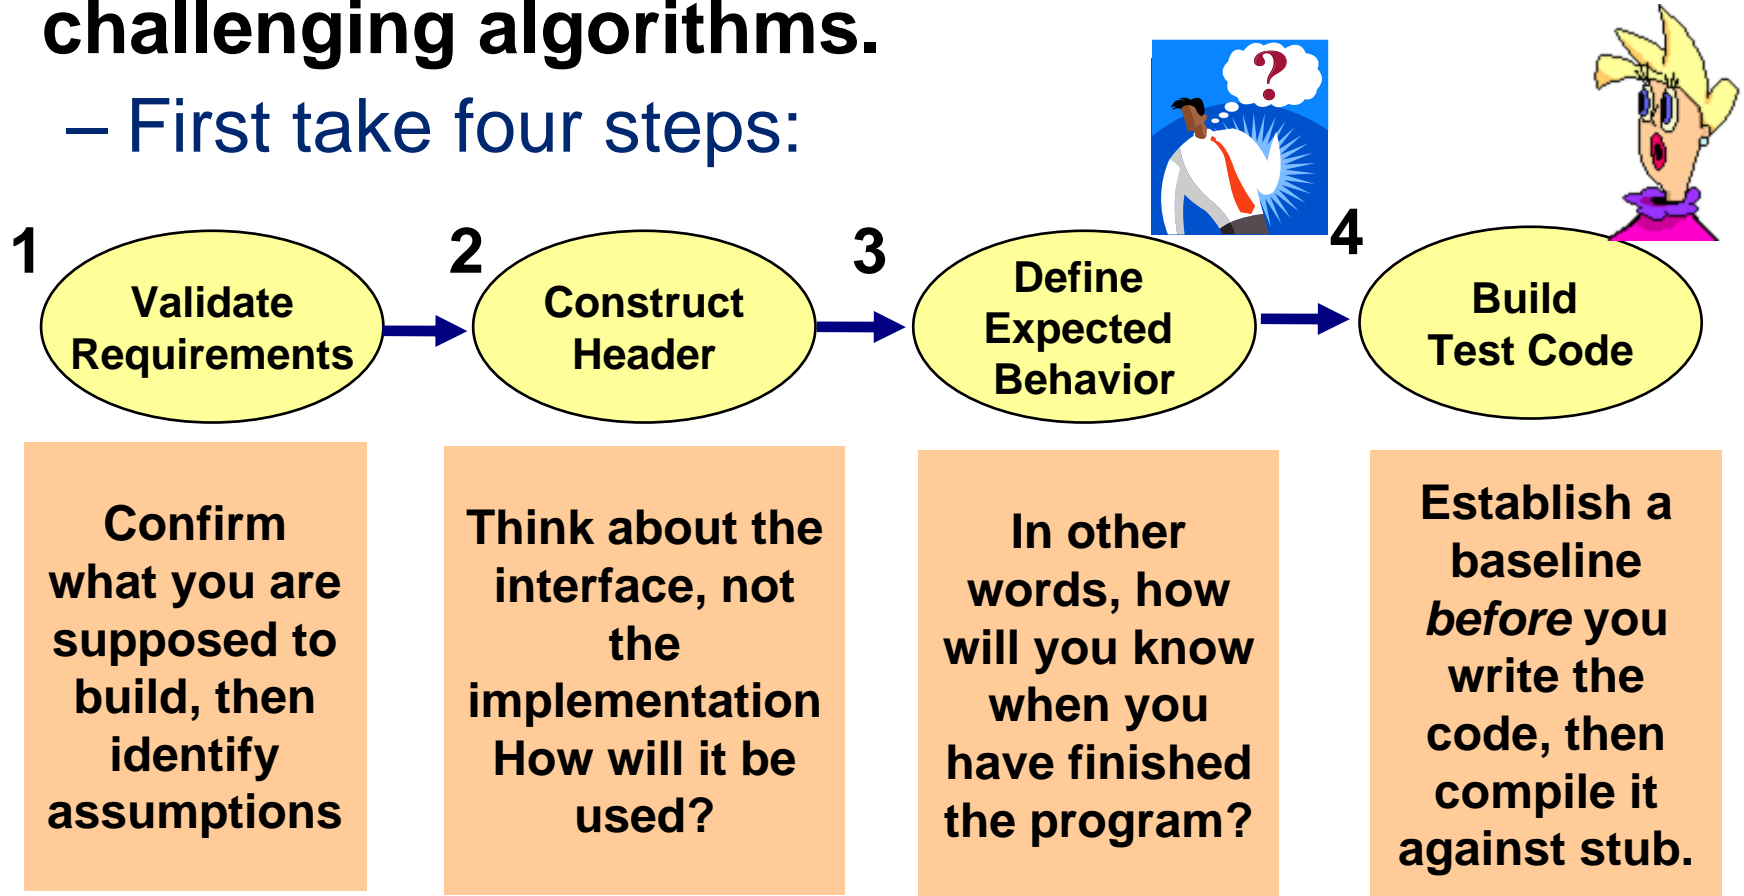 challenging algorithms.
– First take four steps:
?
1
Validate
Requirements
2
Construct
Header
3
Define
Expected
Behavior
4
Build
Test Code
Confirm
what you are
supposed to
build, then
identify
assumptions
Think about the
interface, not
the
implementation
How will it be
used?
In other
words, how
will you know
when you
have finished
the program?
Establish a
baseline
before you
write the
code, then
compile it
against stub.